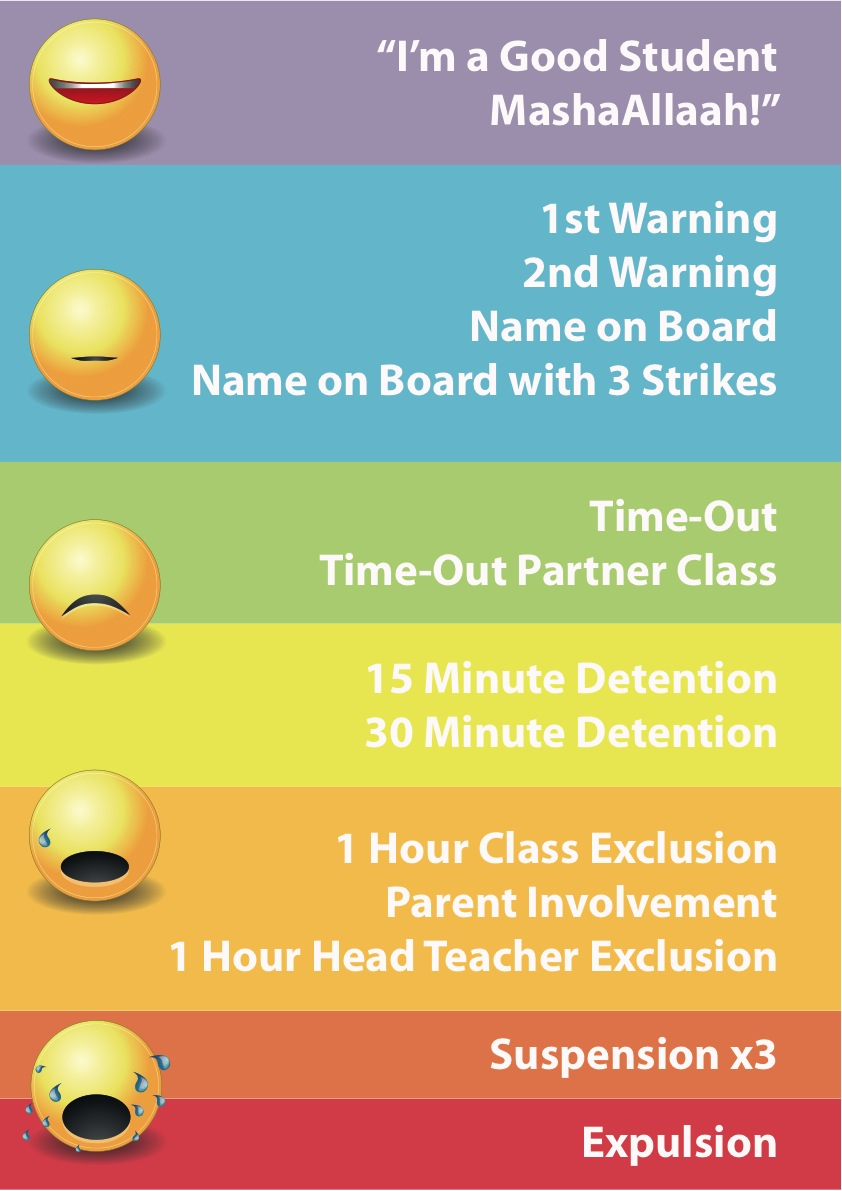 “I’m a Good Student
MashaAllaah!”
1st Warning
2nd Warning
Name on Board
Name on Board with 3 Strikes
Time-Out
Time-Out Partner Class
15 Minute Detention
30 Minute Detention
1 Hour Class Exclusion
Parent Involvement
1 Hour Head Teacher Exclusion
Suspension x3
Expulsion